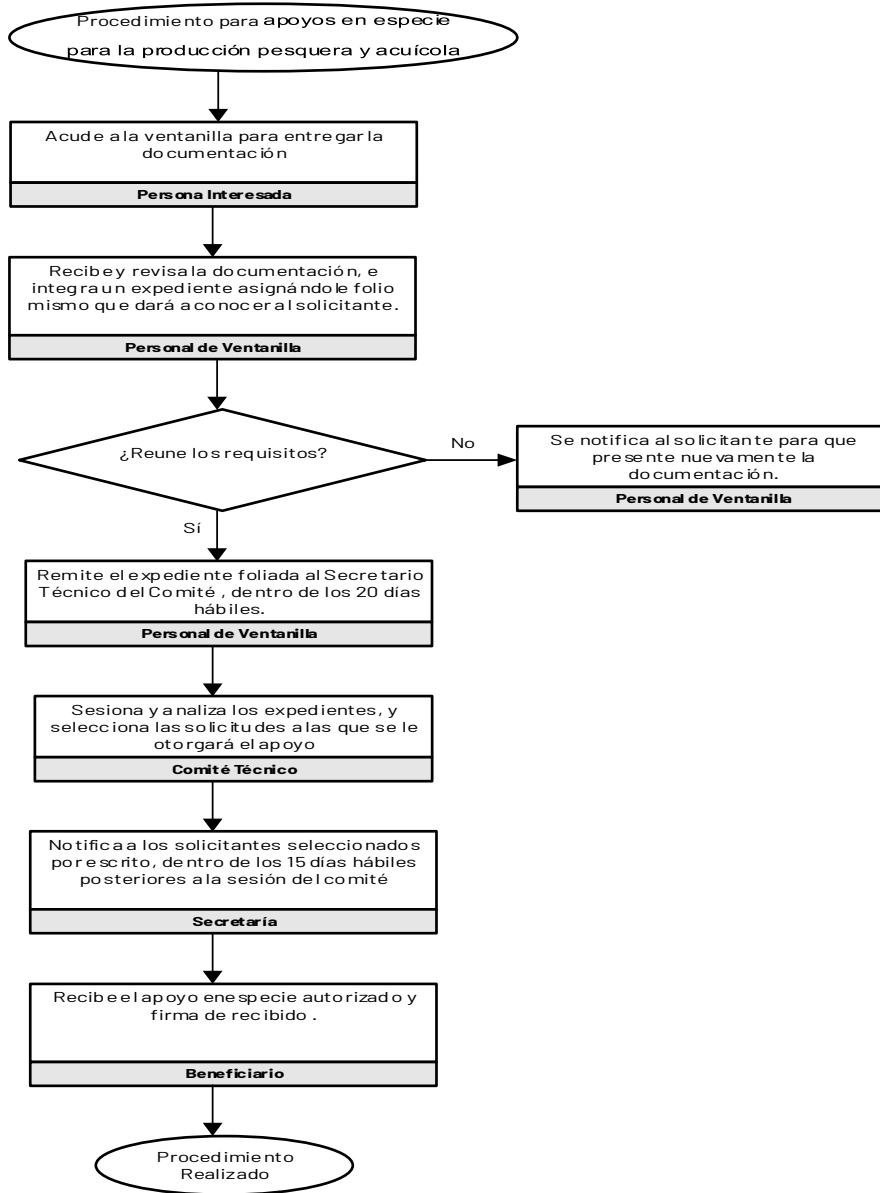 Procedimiento para apoyos en especie
para la producción pesquera y acuícola
Acude a la ventanilla para entregar la
documentación
Persona Interesada
Recibe y revisa la documentación, e
integra un expediente asignándole folio
mismo que dará a conocer al solicitante.
Personal de Ventanilla
¿Reune los requisitos?
No
Se notifica al solicitante para que
presente nuevamente la
documentación.
Personal de Ventanilla
Sí
Remite el expediente foliada al Secretario
Técnico del Comité , dentro de los 20 días
hábiles.
Personal de Ventanilla
Sesiona y analiza los expedientes, y
selecciona las solicitudes a las que se le
otorgará el apoyo
Comité Técnico
Notifica a los solicitantes seleccionados
por escrito, dentro de los 15 días hábiles
posteriores a la sesión del comité
Secretaría
Recibe el apoyo en especie autorizado y
firma de recibido .
Beneficiario
Procedimiento
Realizado